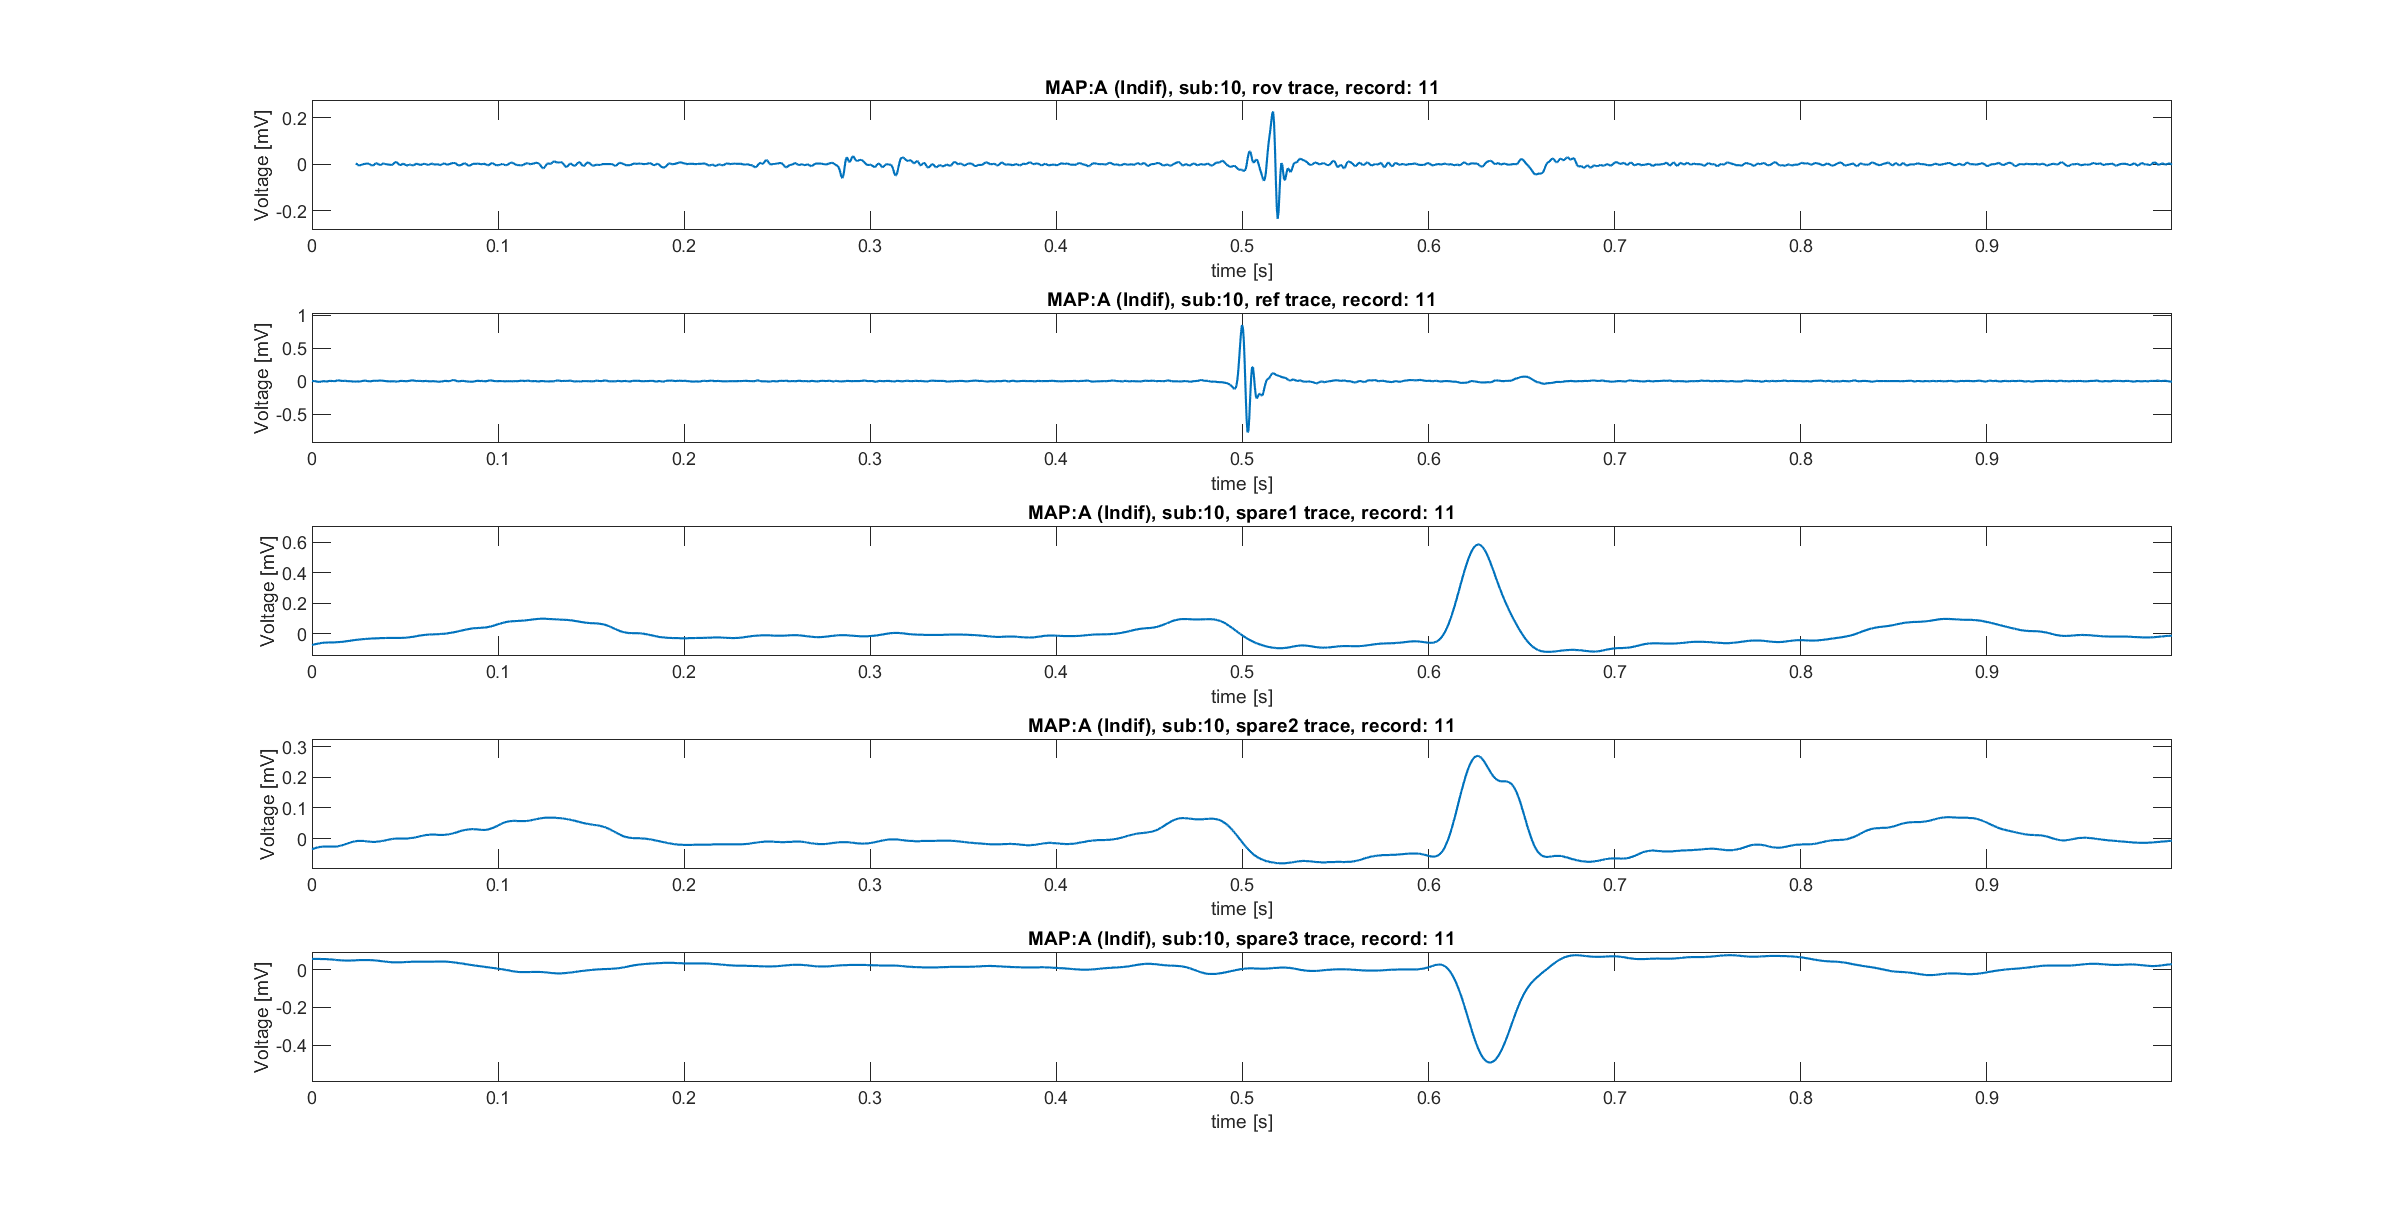 MAP:A (Indif), sub:10, rov trace, record: 11
Voltage [mV]
0.2
0
-0.2
0 0.1 0.2 0.3 0.4 0.5 0.6 0.7 0.8 0.9
time [s]
MAP:A (Indif), sub:10, ref trace, record: 11
Voltage [mV]
1
0.5
0
-0.5
0 0.1 0.2 0.3 0.4 0.5 0.6 0.7 0.8 0.9
time [s]
MAP:A (Indif), sub:10, spare1 trace, record: 11
Voltage [mV]
0.6
0.4
0.2
0
0 0.1 0.2 0.3 0.4 0.5 0.6 0.7 0.8 0.9
time [s]
MAP:A (Indif), sub:10, spare2 trace, record: 11
Voltage [mV]
0.3
0.2
0.1
0
0 0.1 0.2 0.3 0.4 0.5 0.6 0.7 0.8 0.9
time [s]
MAP:A (Indif), sub:10, spare3 trace, record: 11
Voltage [mV]
0
-0.2
-0.4
0 0.1 0.2 0.3 0.4 0.5 0.6 0.7 0.8 0.9
time [s]